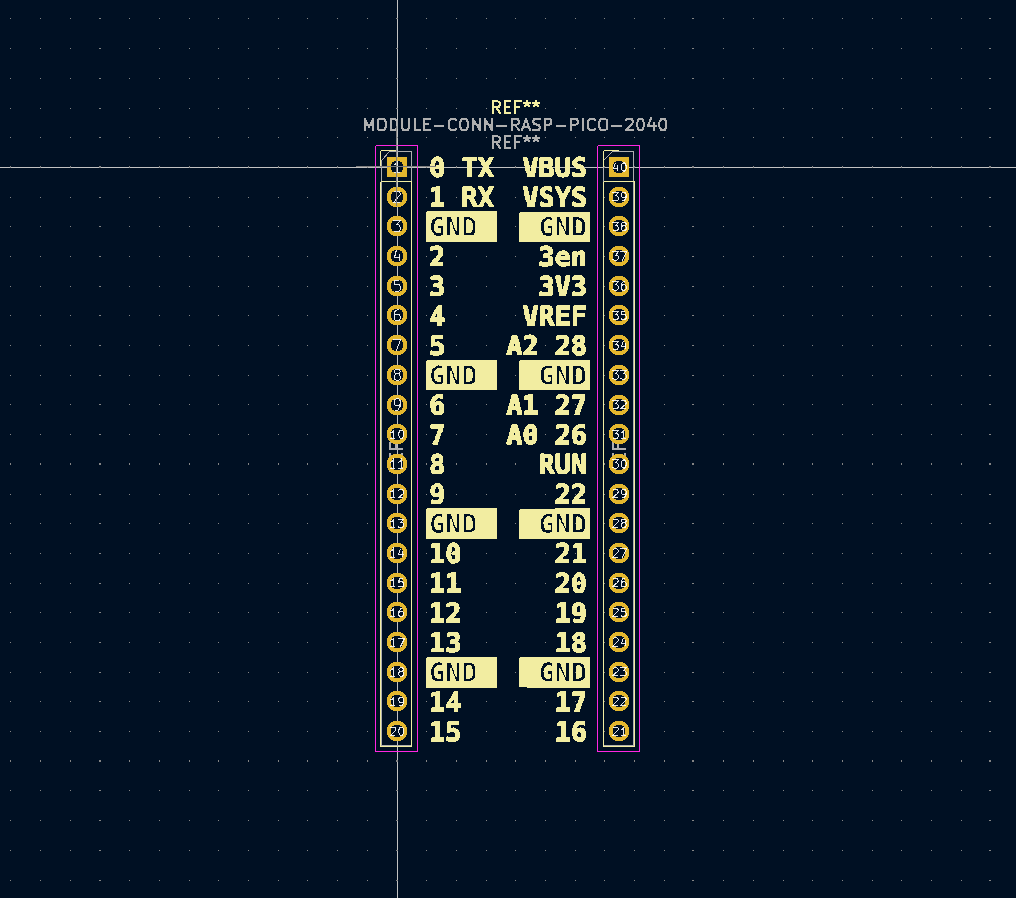 REF**
MODULE-CONN-RASP-PICO-2040
REF**
1 0 TX VBUS 40
2 1 RX VSYS 39
3 GND GND 38
4 2 3en 37
5 3 3V3 36
6 4 VREF 35
7 5 A2 28 34
8 GND GND 33
9 6 A1 27 32
10 7 A0 26 31
11 8 RUN 30
12 9 22 29
13 GND GND 28
14 10 21 27
15 11 20 26
16 12 19 25
17 13 18 24
18 GND GND 23
19 14 17 22
20 15 16 21